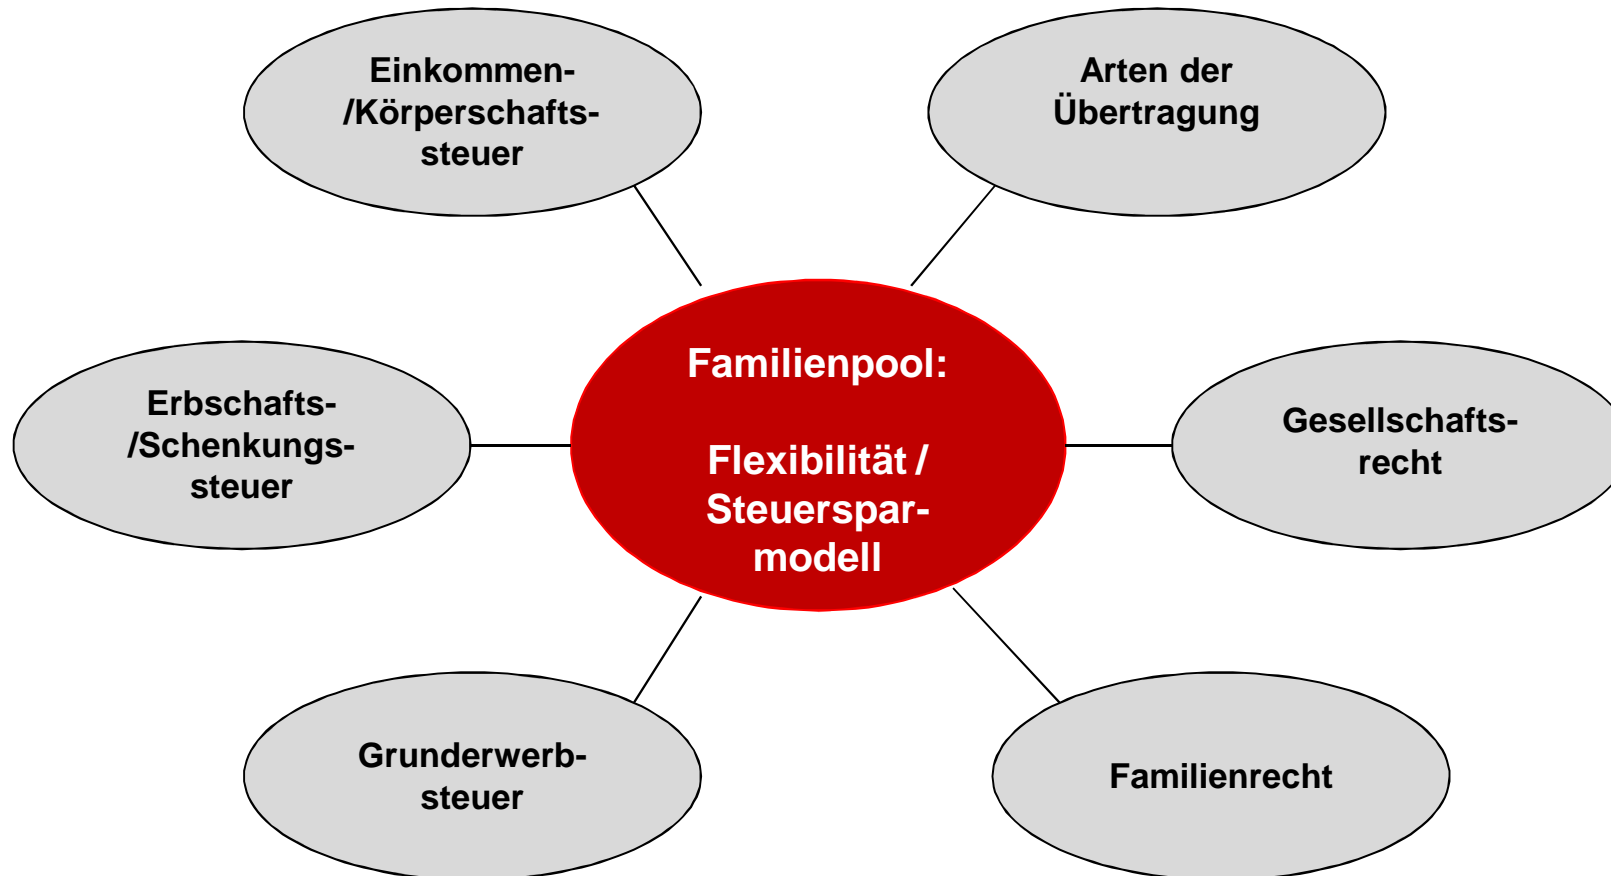 Einkommen-
/Körperschafts-
steuer
Arten der
Übertragung
Familienpool:
Flexibilität /
Steuerspar-
modell
Erbschafts-
/Schenkungs-
steuer
Gesellschafts-
recht
Grunderwerb-
steuer
Familienrecht